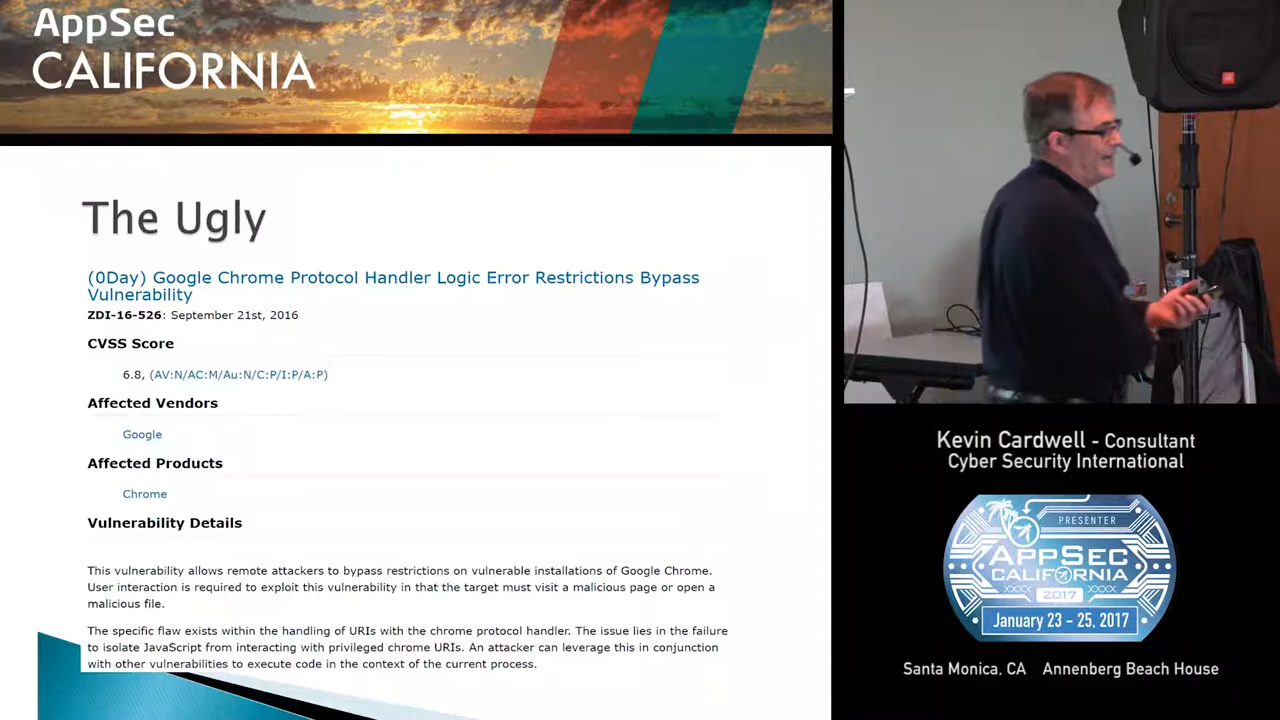 AppSec
CALIFORNIA
The Ugly
(0Day) Google Chrome Protocol Handler Logic Error Restrictions Bypass
Vulnerability
ZDI-16-526: September 21st, 2016
CVSS Score
6.8, (AV:N/AC:M/Au:N/C:P/I:P/A:P)
Affected Vendors
Google
Affected Products
Chrome
Vulnerability Details
This vulnerability allows remote attackers to bypass restrictions on vulnerable installations of Google Chrome.
User interaction is required to exploit this vulnerability in that the target must visit a malicious page or open a
malicious file.
The specific flaw exists within the handling of URIs with the chrome protocol handler. The issue lies in the failure
to isolate JavaScript from interacting with privileged chrome URIs. An attacker can leverage this in conjunction
with other vulnerabilities to execute code in the context of the current process.
Kevin Cardwell - Consultant
Cyber Security International
PRESENTER
APPSEC
CALIFORNIA
XXXX 2017 XXXX
January 23 - 25, 2017
Santa Monica, CA Annenberg Beach House